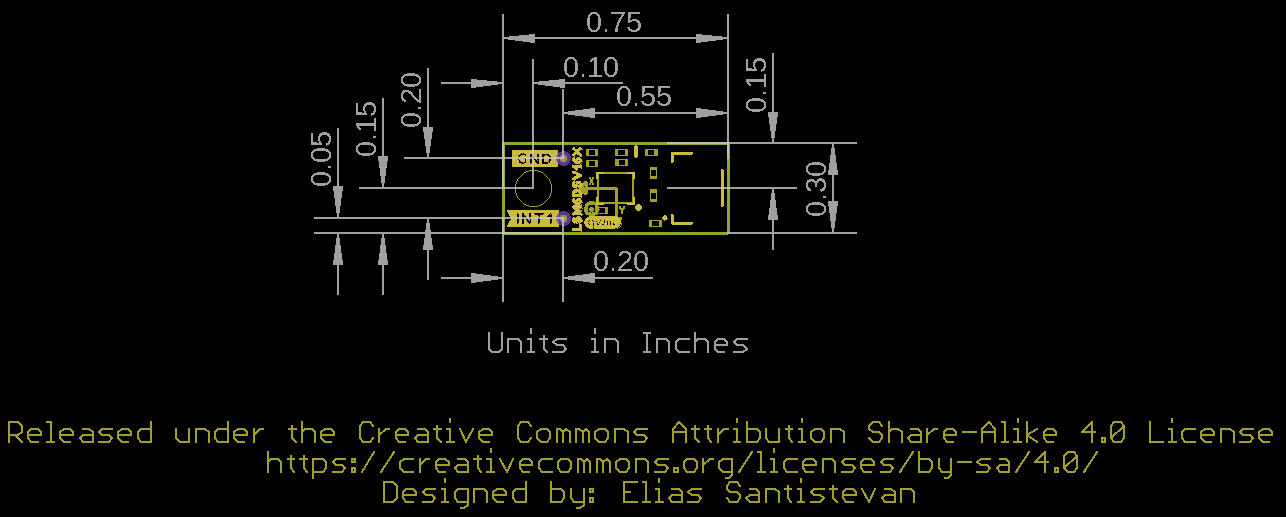 0.75
0.10
0.55
0.15
0.20
0.15
0.05
0.30
GND
INT1
LSM6DSV16X
X
Y
0.20
Units in Inches
Released under the Creative Commons Attribution Share-Alike 4.0 License
https://creativecommons.org/licenses/by-sa/4.0/
Designed by: Elias Santistevan